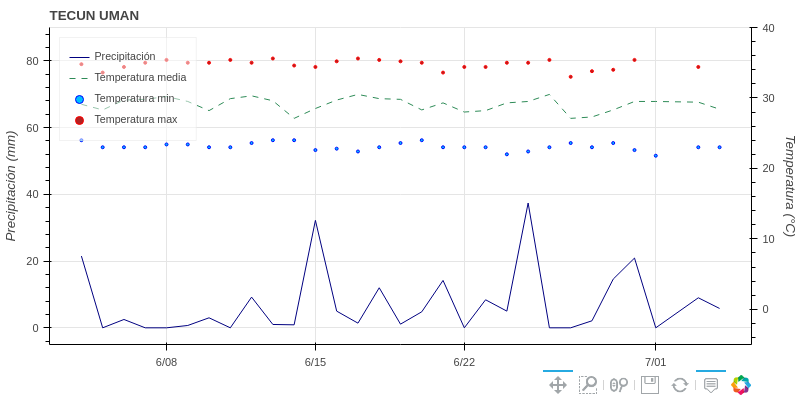 TECUN UMAN
Precipitación
Temperatura media
Temperatura min
Temperatura max
Precipitación (mm)
80
60
40
20
0
Temperatura (°C)
40
30
20
10
0
6/08
6/15
6/22
7/01